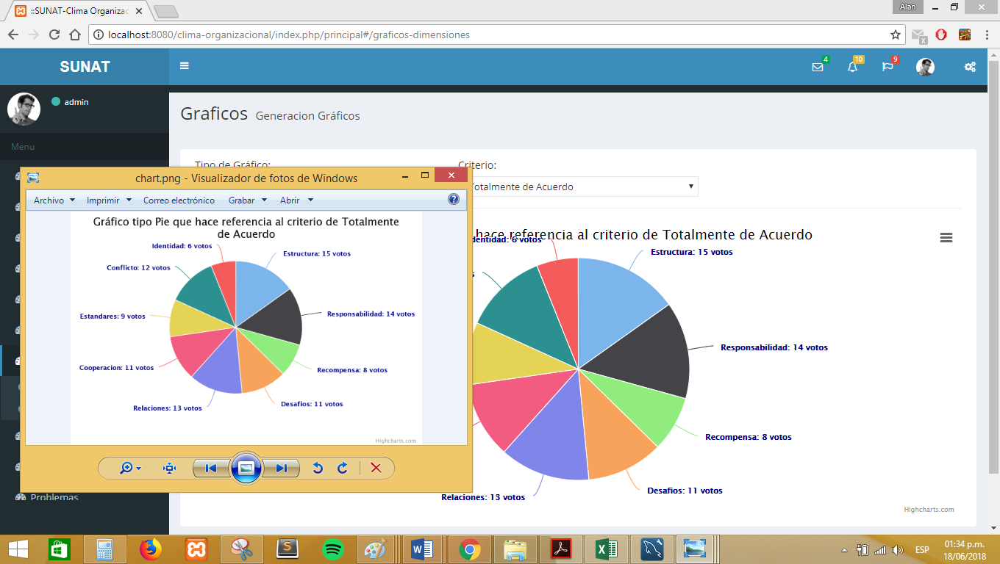 ::SUNAT-Clima Organizac
Alan
localhost:8080/clima-organizacional/index.php/principal#/graficos-dimensiones
SUNAT
4
10
9
admin
Menu
Graficos Generacion Gráficos
Tipo de Gráfico:
Criterio:
Totalmente de Acuerdo
chart.png - Visualizador de fotos de Windows
Archivo Imprimir Correo electrónico Grabar Abrir
Gráfico tipo Pie que hace referencia al criterio de Totalmente
de Acuerdo
Identidad: 6 votos
Estructura: 15 votos
Conflicto: 12 votos
Responsabilidad: 14 votos
Estandares: 9 votos
Cooperacion: 11 votos
Recompensa: 8 votos
Desafios: 11 votos
Relaciones: 13 votos
Highcharts.com
hace referencia al criterio de Totalmente de Acuerdo
dentidad: 6 votos
Estructura: 15 votos
Responsabilidad: 14 votos
Recompensa: 8 votos
Desafios: 11 votos
Relaciones: 13 votos
Highcharts.com
Problemas
ESP
01:34 p.m.
18/06/2018